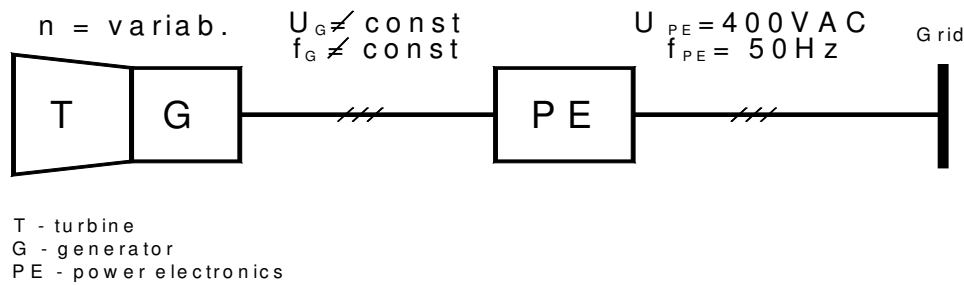 n = variab.
U_G ≠ const
f_G ≠ const
U_PE = 400VAC
f_PE = 50Hz
Grid
T
G
PE
T - turbine
G - generator
PE - power electronics